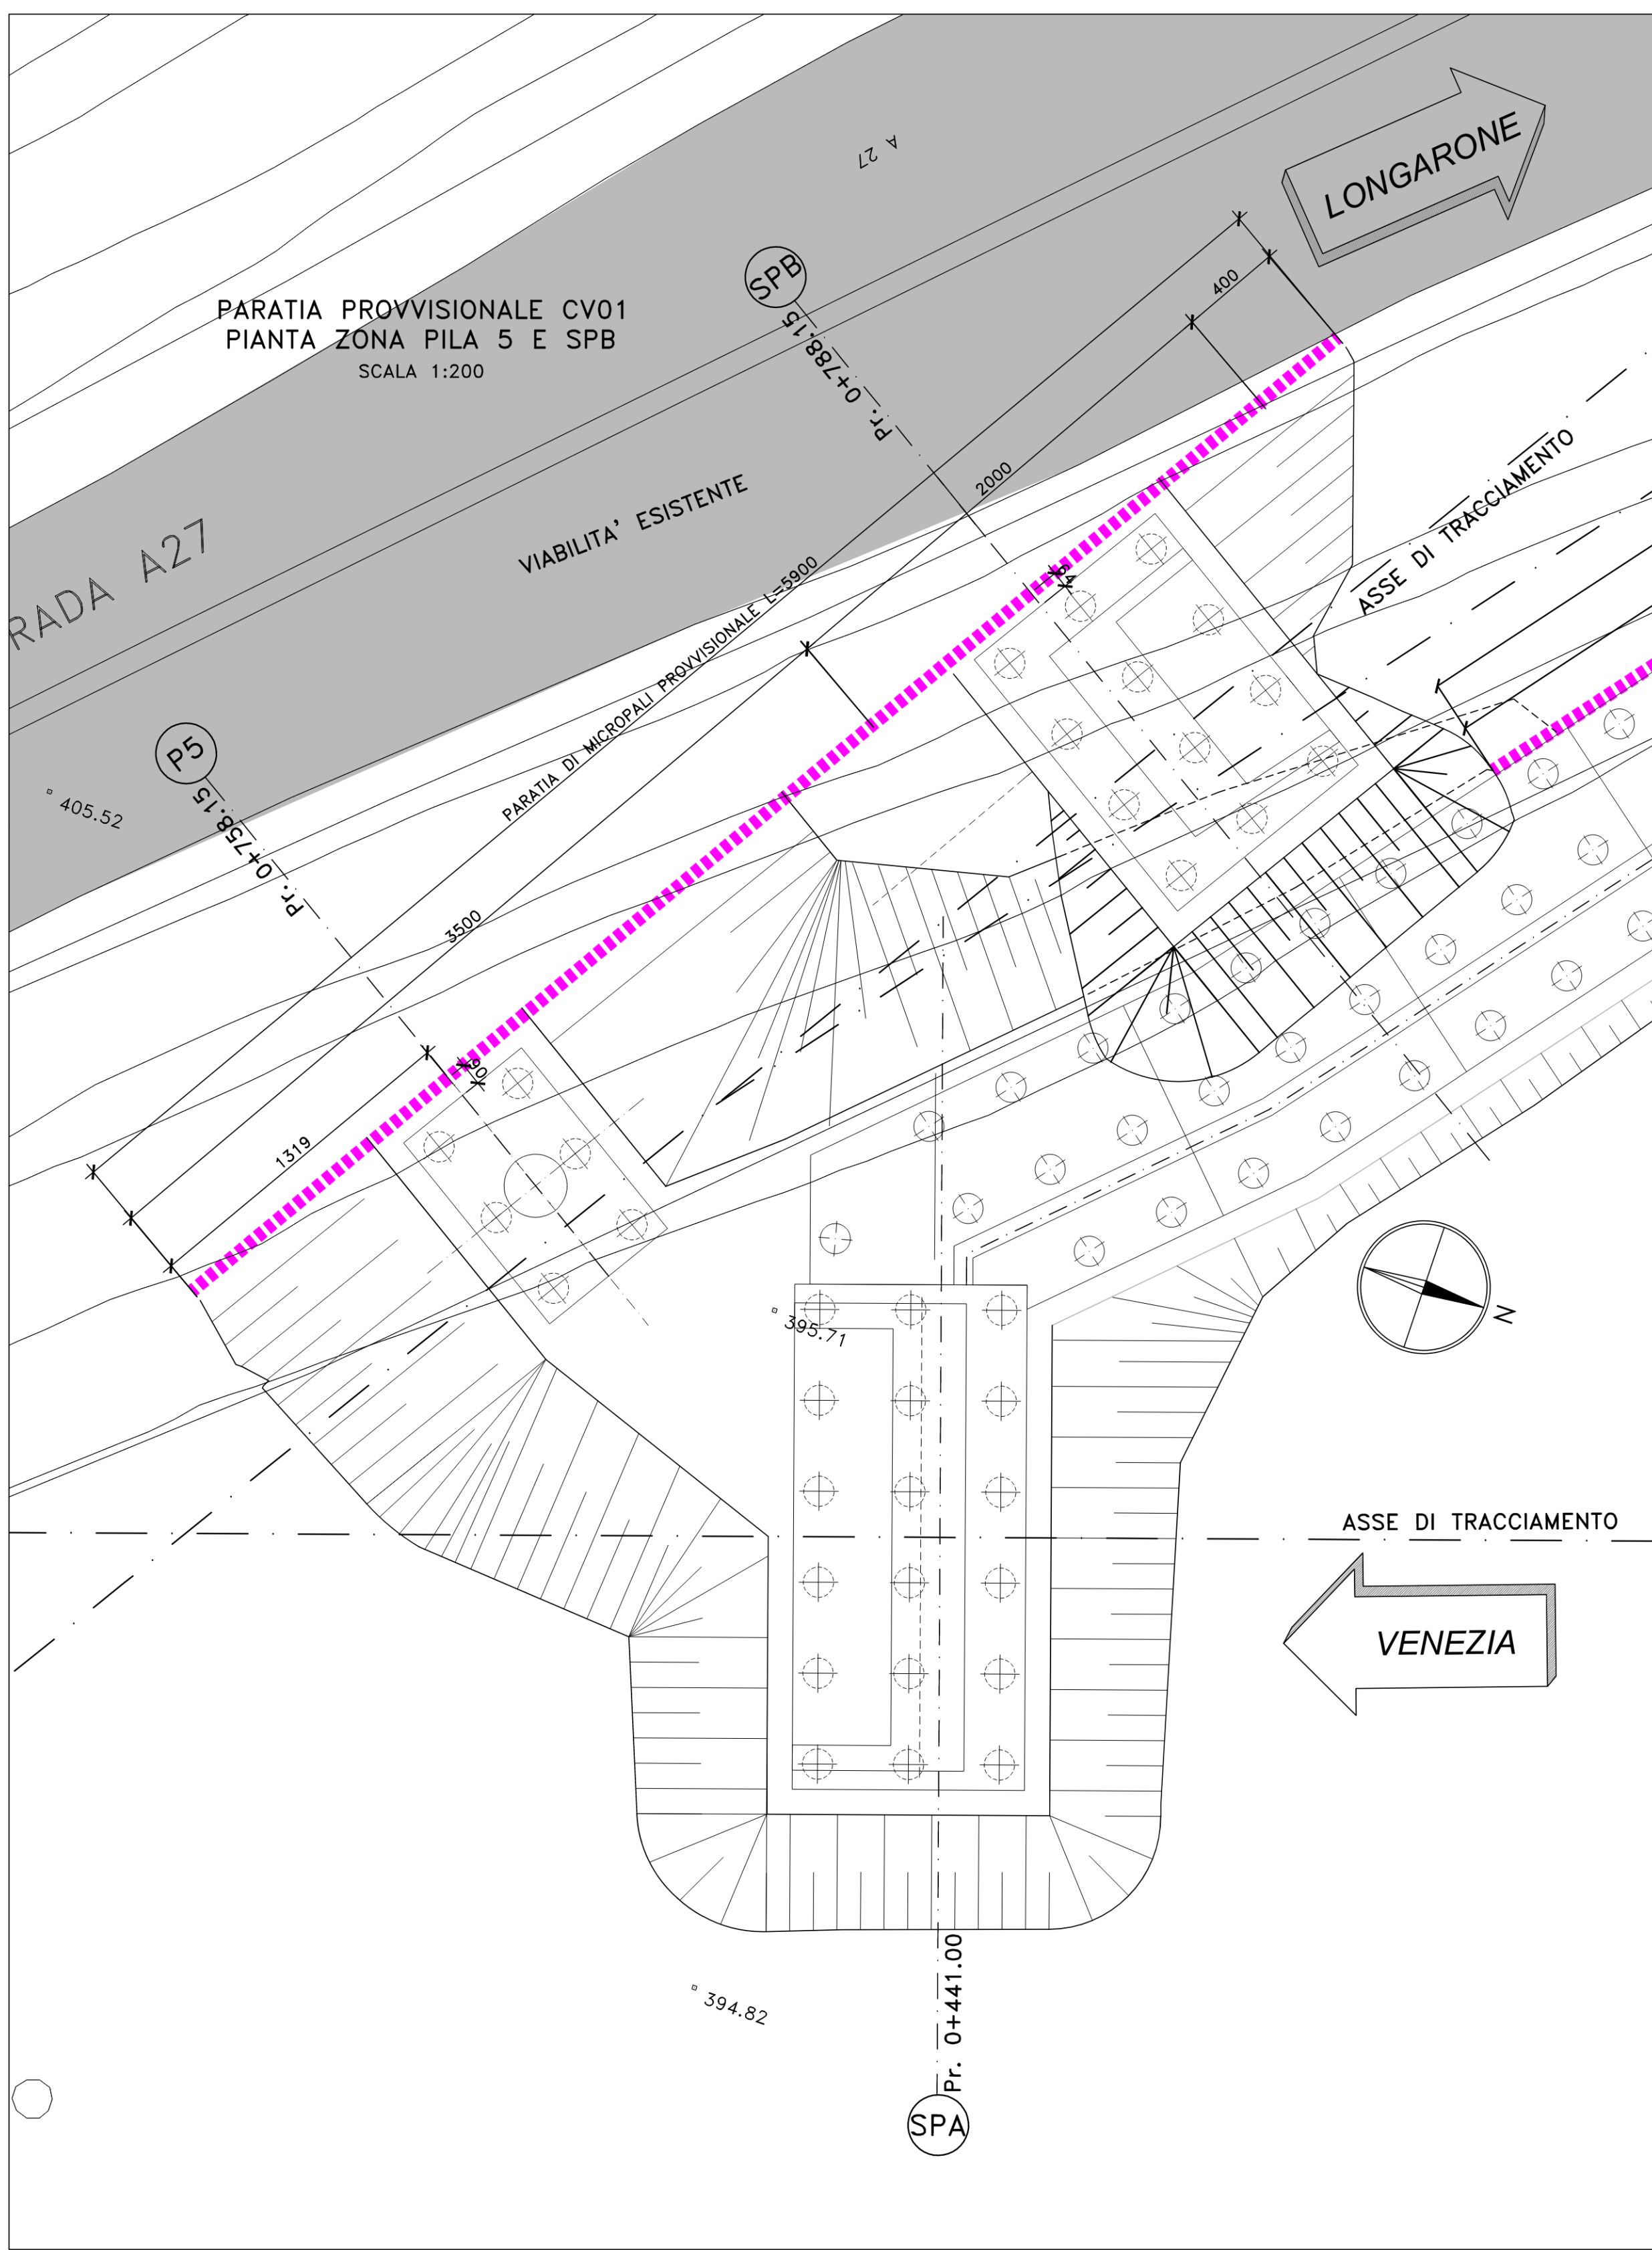 A 27
LONGARONE
SPB
Pr. 0+788.15
400
PARATIA PROVVISIONALE CV01
PIANTA ZONA PILA 5 E SPB
SCALA 1:200
2000
ASSE DI TRACCIAMENTO
VIABILITA' ESISTENTE
RADA A27
64
PARATIA DI MICROPALI PROVVISIONALE L=5900
P5
Pr. 0+758.15
405.52
3500
90
1319
395.71
N
ASSE DI TRACCIAMENTO
VENEZIA
394.82
Pr. 0+441.00
SPA